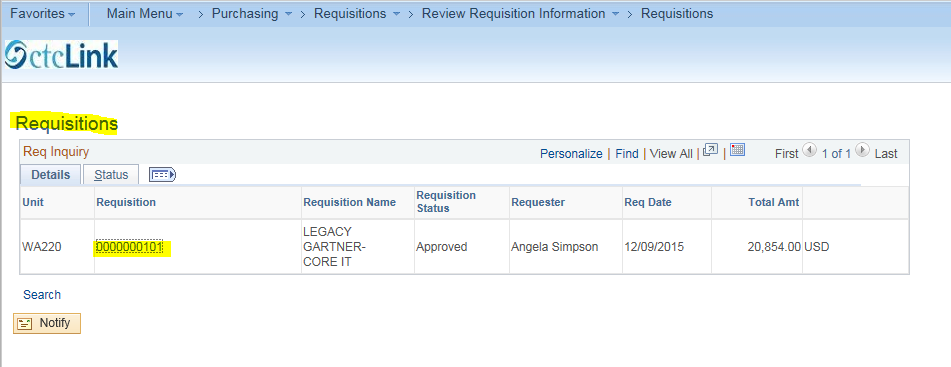 Favorites Main Menu > Purchasing > Requisitions > Review Requisition Information > Requisitions
ctcLink
Requisitions
Req Inquiry Personalize | Find | View All | | First 1 of 1 Last
Details Status
Unit Requisition Requisition Name Requisition Status Requester Req Date Total Amt
WA220 0000000101 LEGACY GARTNER-CORE IT Approved Angela Simpson 12/09/2015 20,854.00 USD
Search
Notify